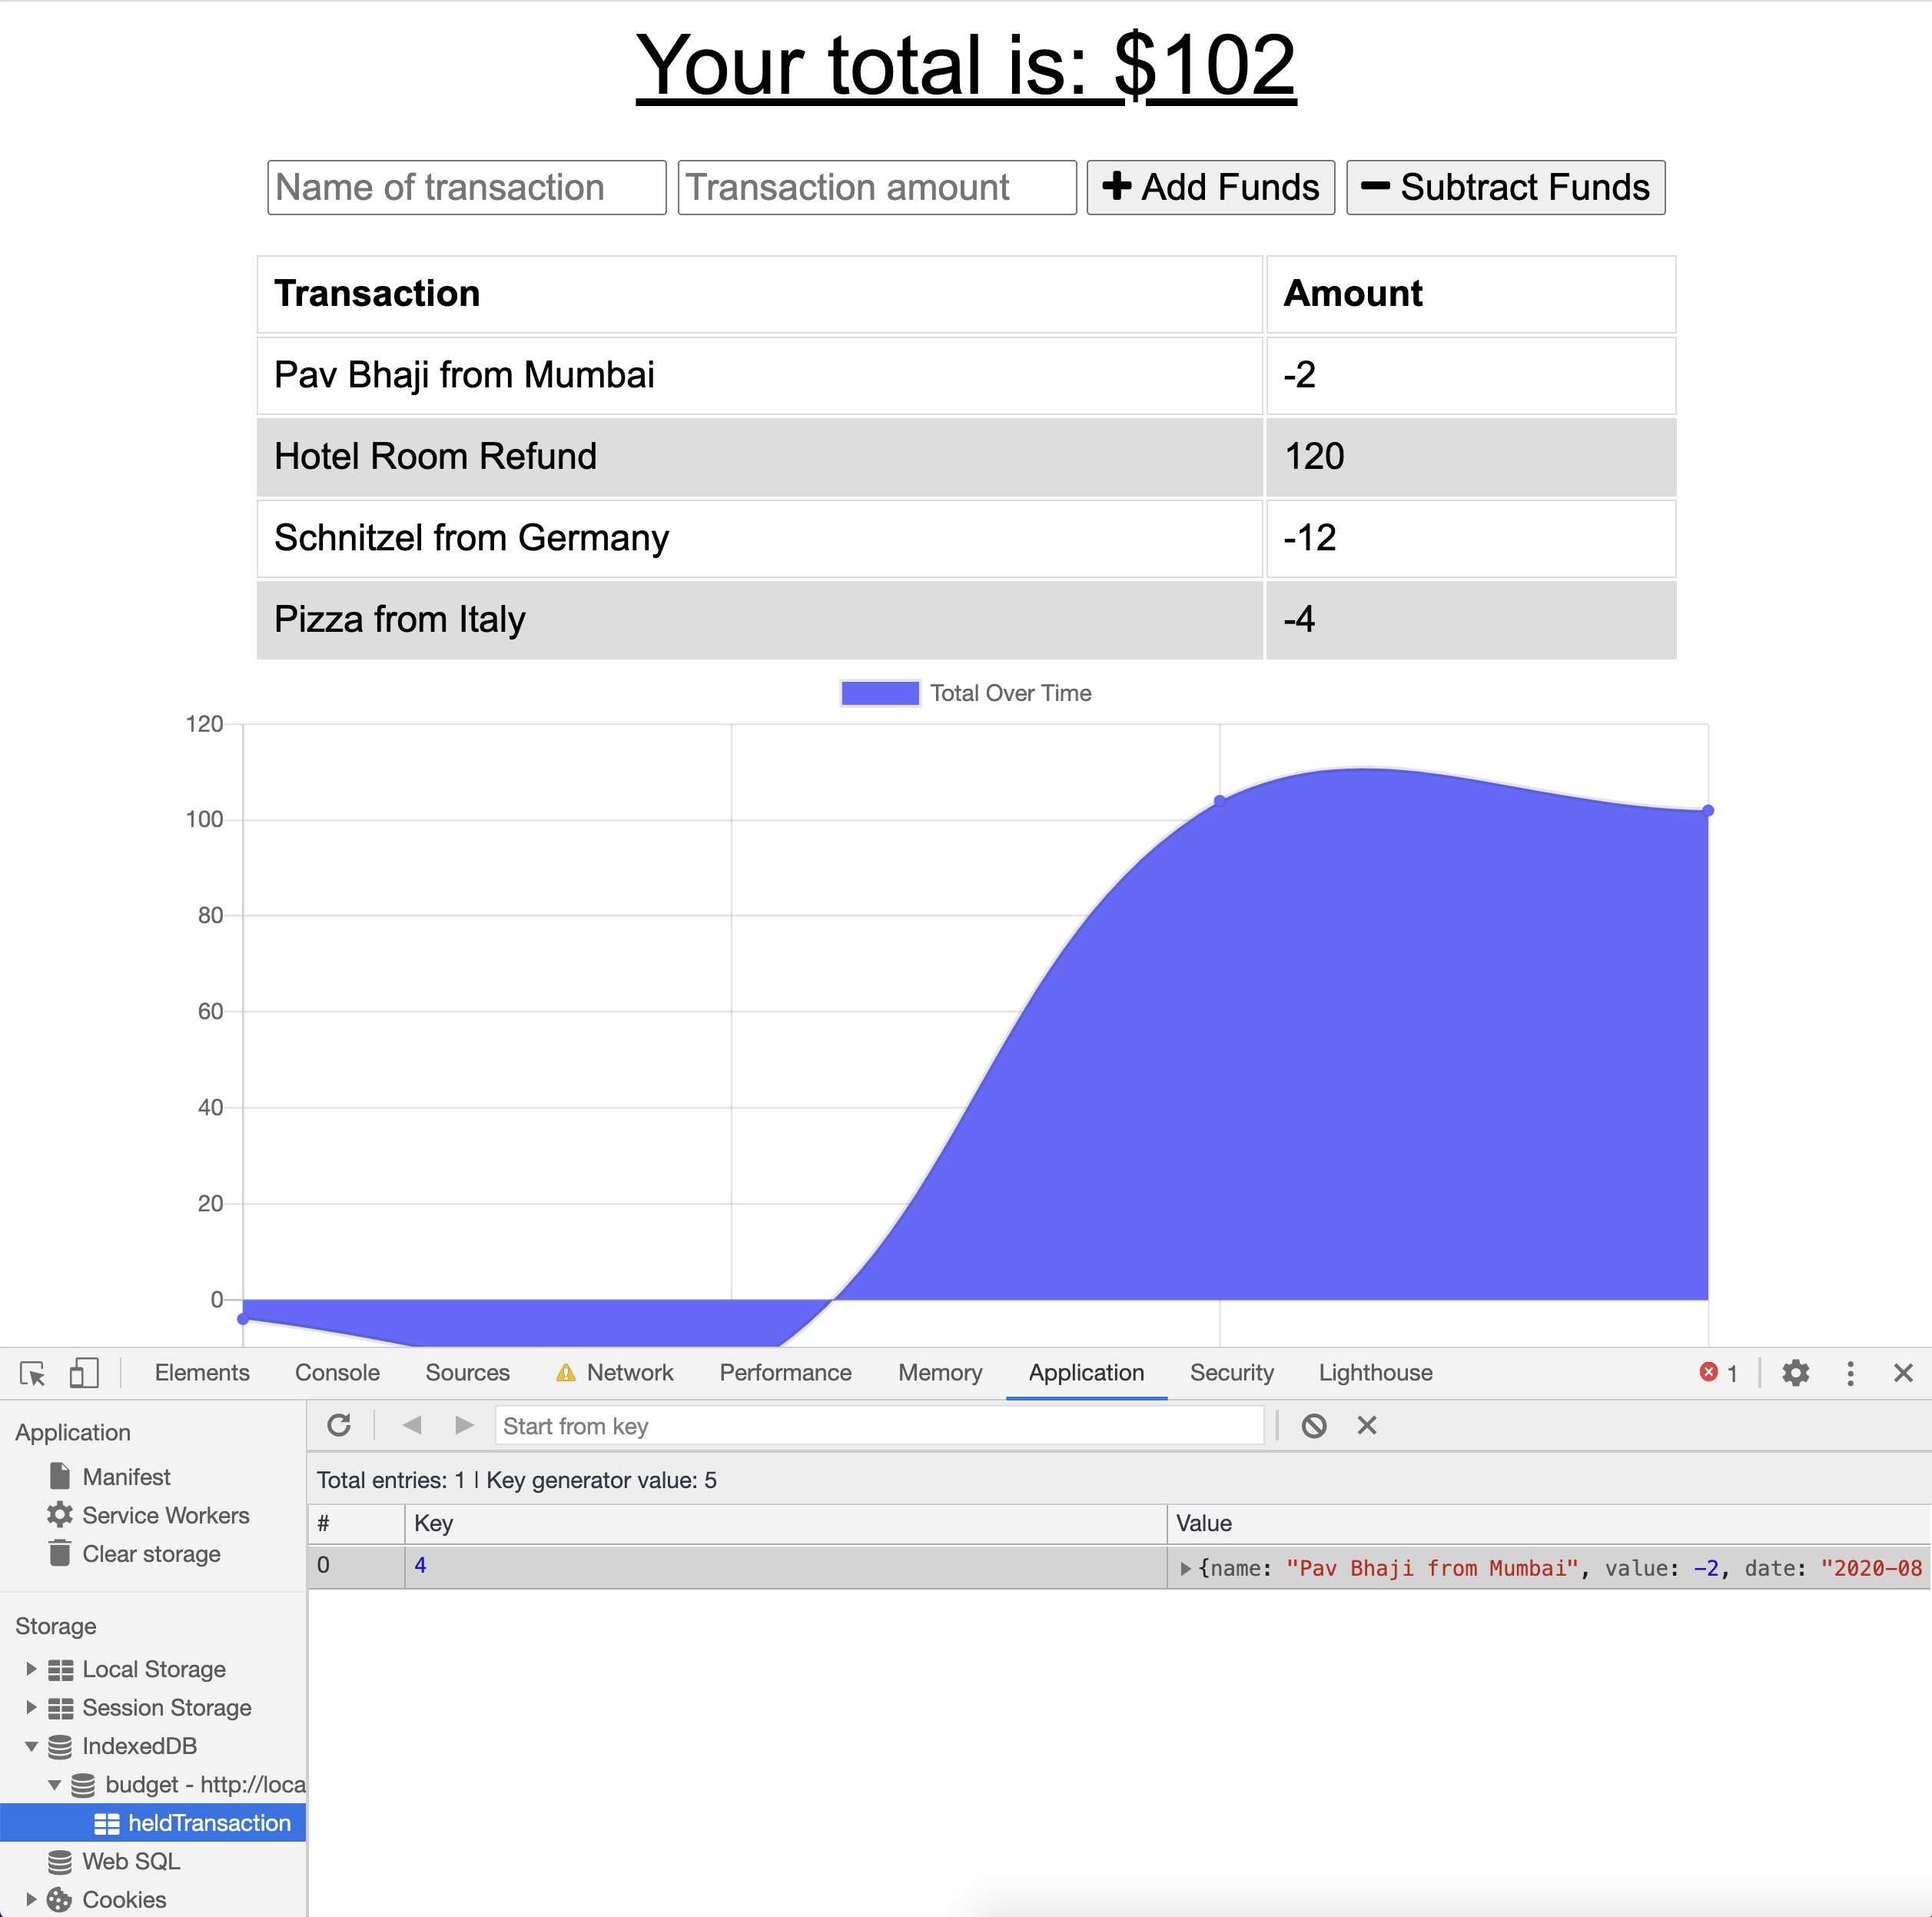 Your total is: $102
Name of transaction Transaction amount Add Funds Subtract Funds
Transaction Amount
Pav Bhaji from Mumbai -2
Hotel Room Refund 120
Schnitzel from Germany -12
Pizza from Italy -4
Total Over Time
120
100
80
60
40
20
0
Elements Console Sources Network Performance Memory Application Security Lighthouse 1
Application
Manifest
Service Workers
Clear storage
Storage
Local Storage
Session Storage
IndexedDB
budget - http://loca
heldTransaction
Web SQL
Cookies
Start from key
Total entries: 1 | Key generator value: 5
# Key Value
0 4 {name: "Pav Bhaji from Mumbai", value: -2, date: "2020-08